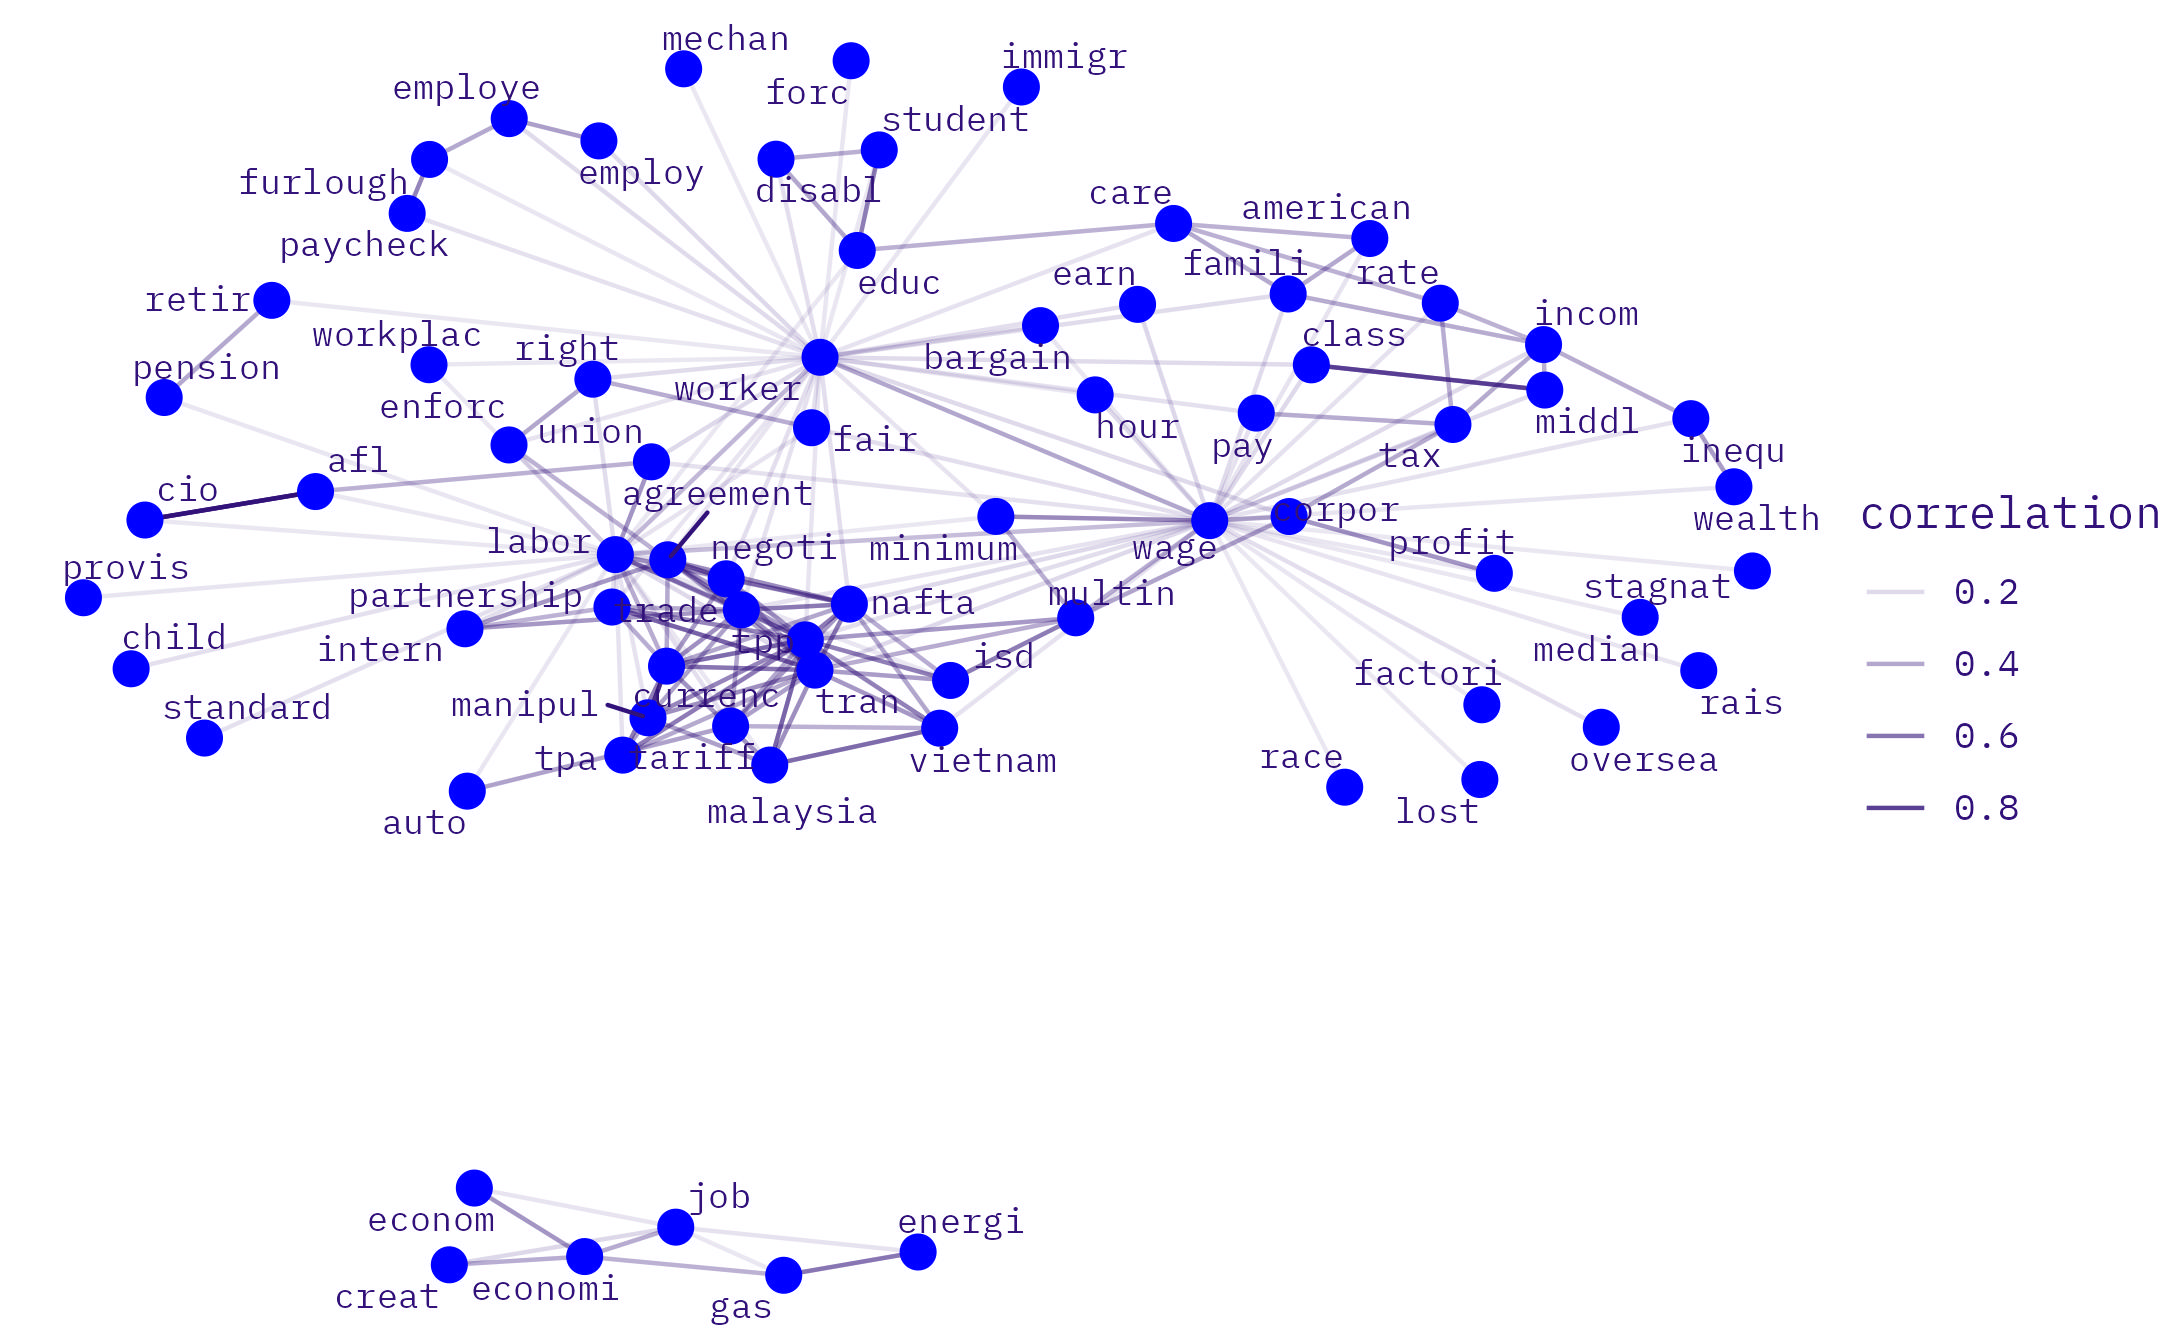 mechan
immigr
employe
forc
student
furlough
employ
disabl
care
american
paycheck
famili
rate
earn
educ
retir
incom
workplac
right
class
pension
bargain
worker
enforc
union
fair
hour
pay
middl
tax
inequ
afl
cio
agreement
corpor
wealth
correlation
labor
negoti
minimum
wage
profit
provis
stagnat
0.2
partnership
trade
nafta
multin
child
intern
tpp
isd
median
0.4
factori
standard
manipul
currenc
tran
rais
0.6
tpa
tariff
vietnam
race
oversea
auto
malaysia
lost
0.8
job
econom
energi
creat
economi
gas